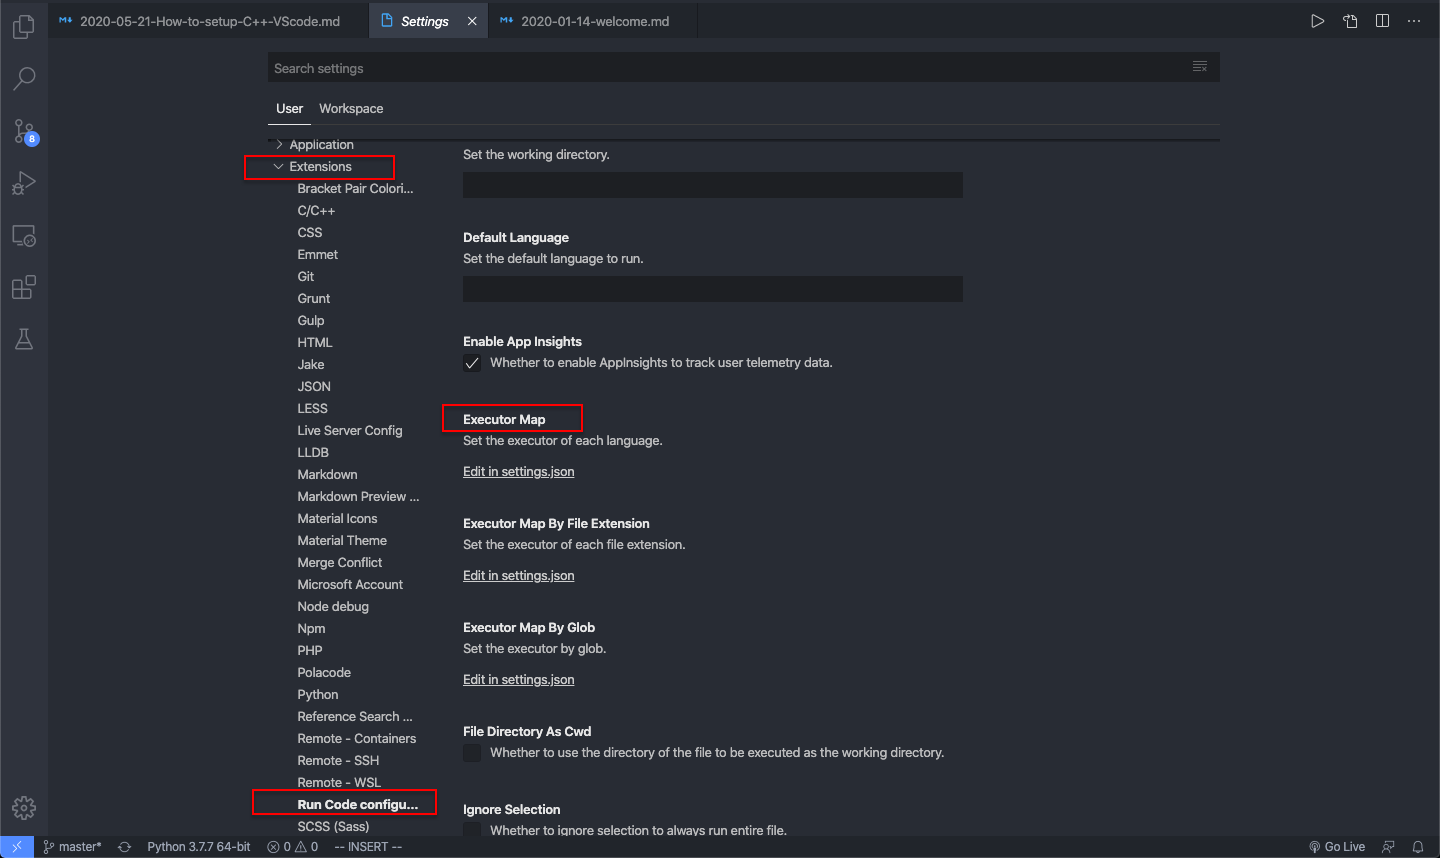 2020-05-21-How-to-setup-C++-VScode.md
Settings
2020-01-14-welcome.md
Search settings
User
Workspace
8
Application
Extensions
Bracket Pair Colori...
C/C++
CSS
Emmet
Git
Grunt
Gulp
HTML
Jake
JSON
LESS
Live Server Config
LLDB
Markdown
Markdown Preview ...
Material Icons
Material Theme
Merge Conflict
Microsoft Account
Node debug
Npm
PHP
Polacode
Python
Reference Search ...
Remote - Containers
Remote - SSH
Remote - WSL
Run Code configu...
SCSS (Sass)
Set the working directory.
Default Language
Set the default language to run.
Enable App Insights
Whether to enable AppInsights to track user telemetry data.
Executor Map
Set the executor of each language.
Edit in settings.json
Executor Map By File Extension
Set the executor of each file extension.
Edit in settings.json
Executor Map By Glob
Set the executor by glob.
Edit in settings.json
File Directory As Cwd
Whether to use the directory of the file to be executed as the working directory.
Ignore Selection
Whether to ignore selection to always run entire file.
master*
Python 3.7.7 64-bit
0
0
-- INSERT --
Go Live